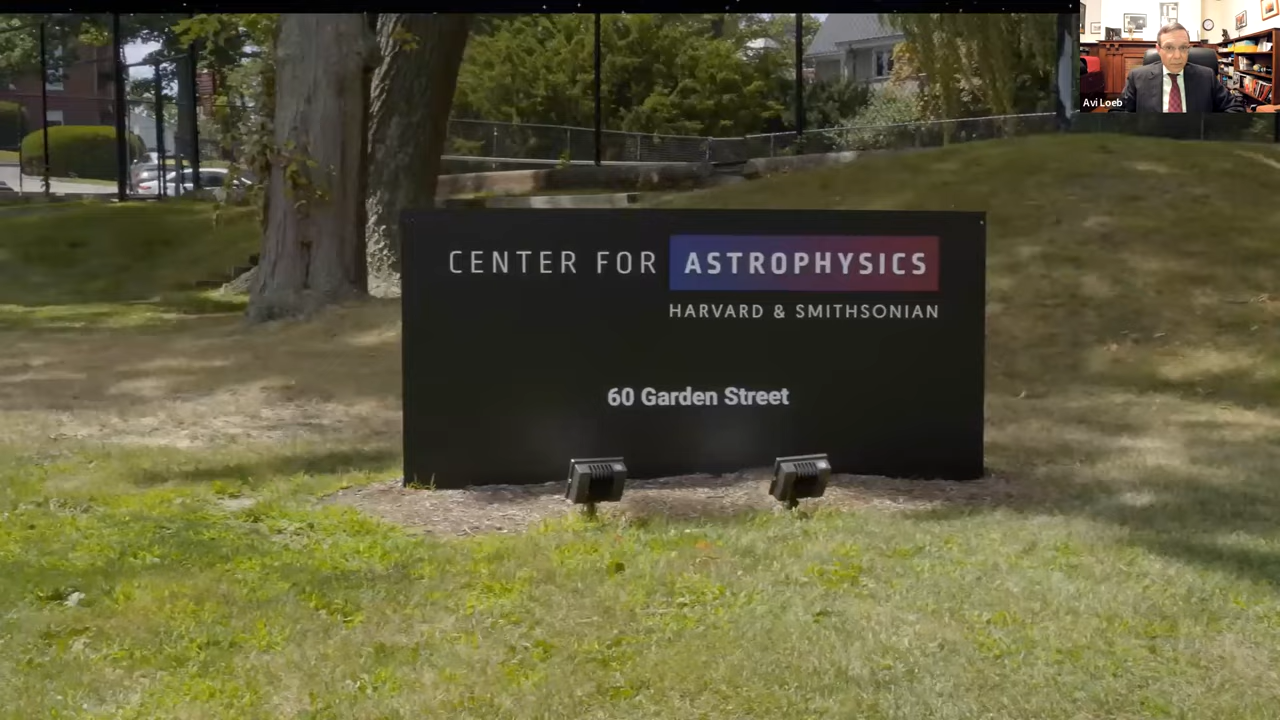 Avi Loeb
CENTER FOR ASTROPHYSICS
HARVARD & SMITHSONIAN
60 Garden Street